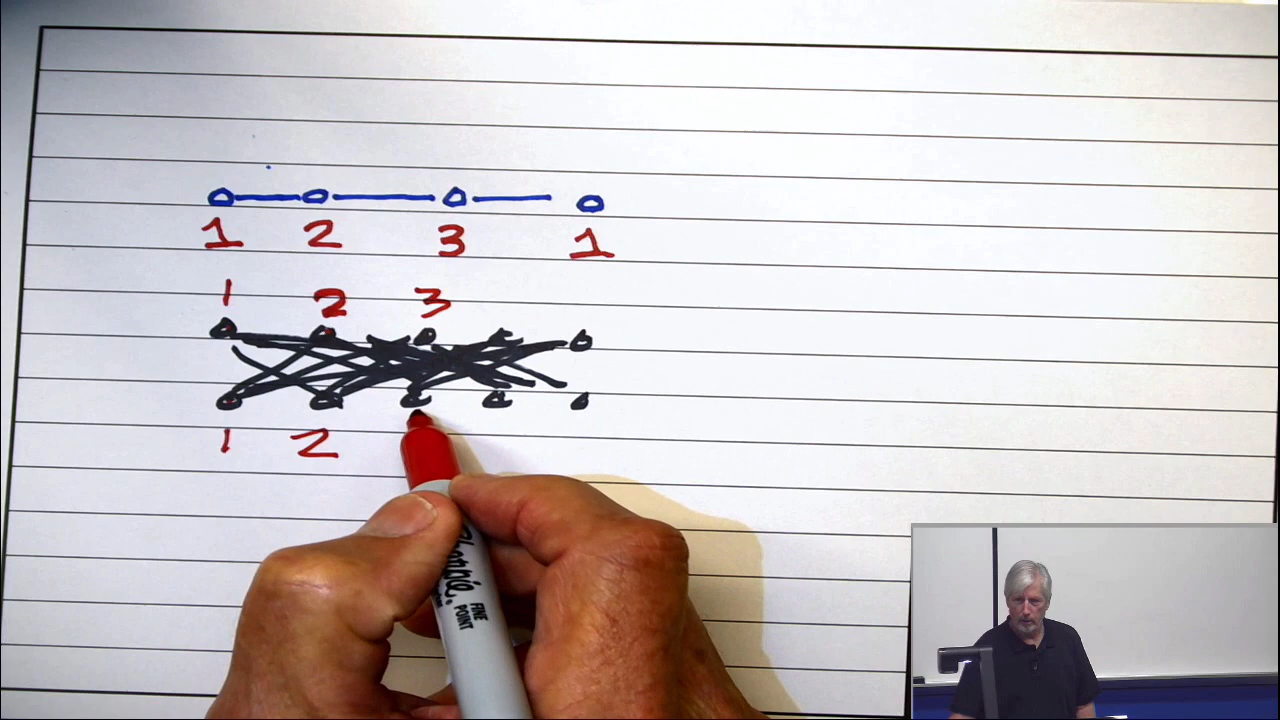 1 2 3 1
1 2 3
1 2
Sharpie.
FINE
POINT